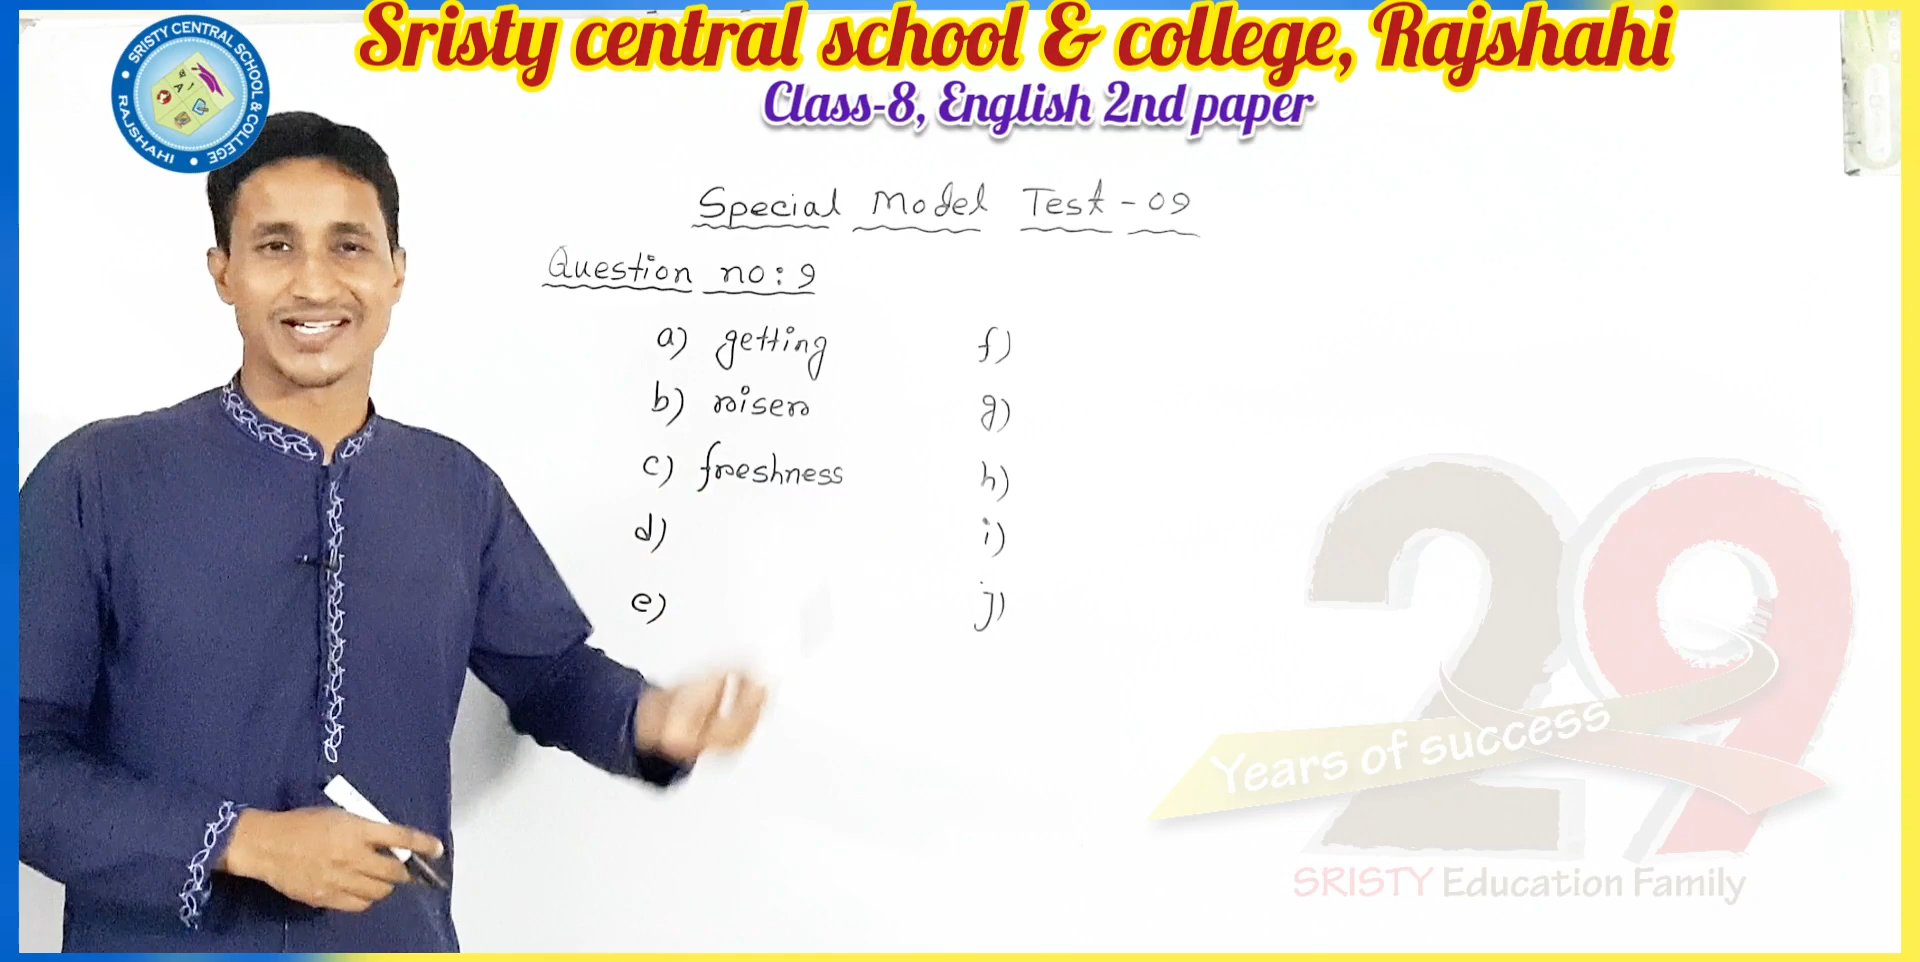 Sristy central school & college, Rajshahi
Class-8, English 2nd paper
SRISTY CENTRAL SCHOOL & COLLEGE
RAJSHAHI
Special Model Test - 09
Question no: 9
a) getting
b) riser
c) freshness
d)
e)
f)
g)
h)
i)
j)
29
Years of success
SRISTY Education Family